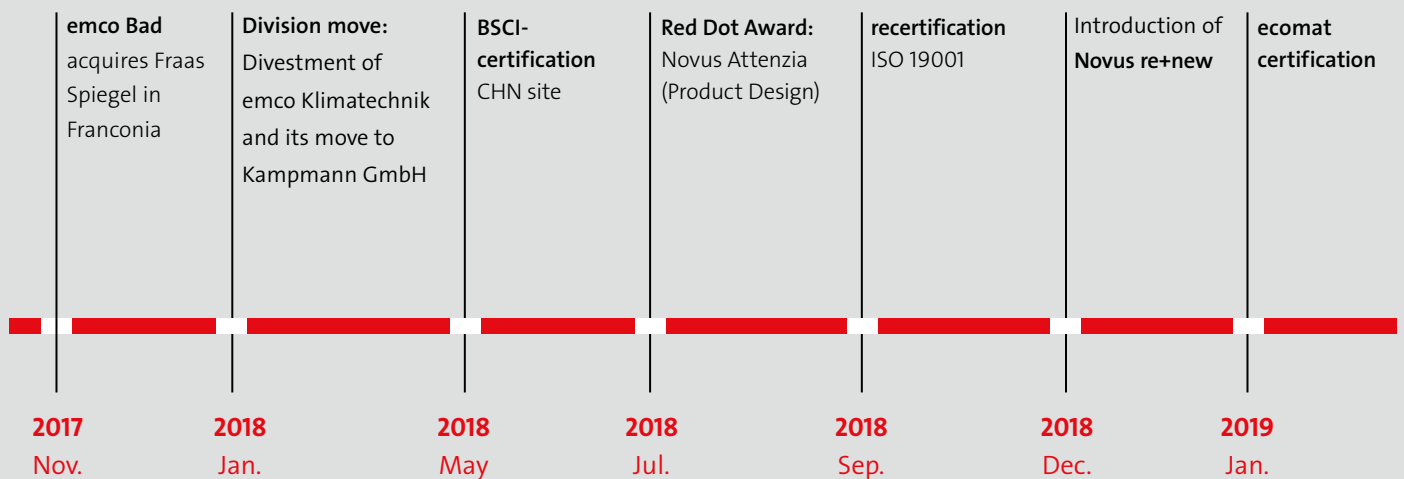 emco Bad
acquires Fraas
Spiegel in
Franconia
Division move:
Divestment of
emco Klimatechnik
and its move to
Kampmann GmbH
BSCI-
certification
CHN site
Red Dot Award:
Novus Attenzia
(Product Design)
recertification
ISO 19001
Introduction of
Novus re+new
ecomat
certification
2017
Nov.
2018
Jan.
2018
May
2018
Jul.
2018
Sep.
2018
Dec.
2019
Jan.